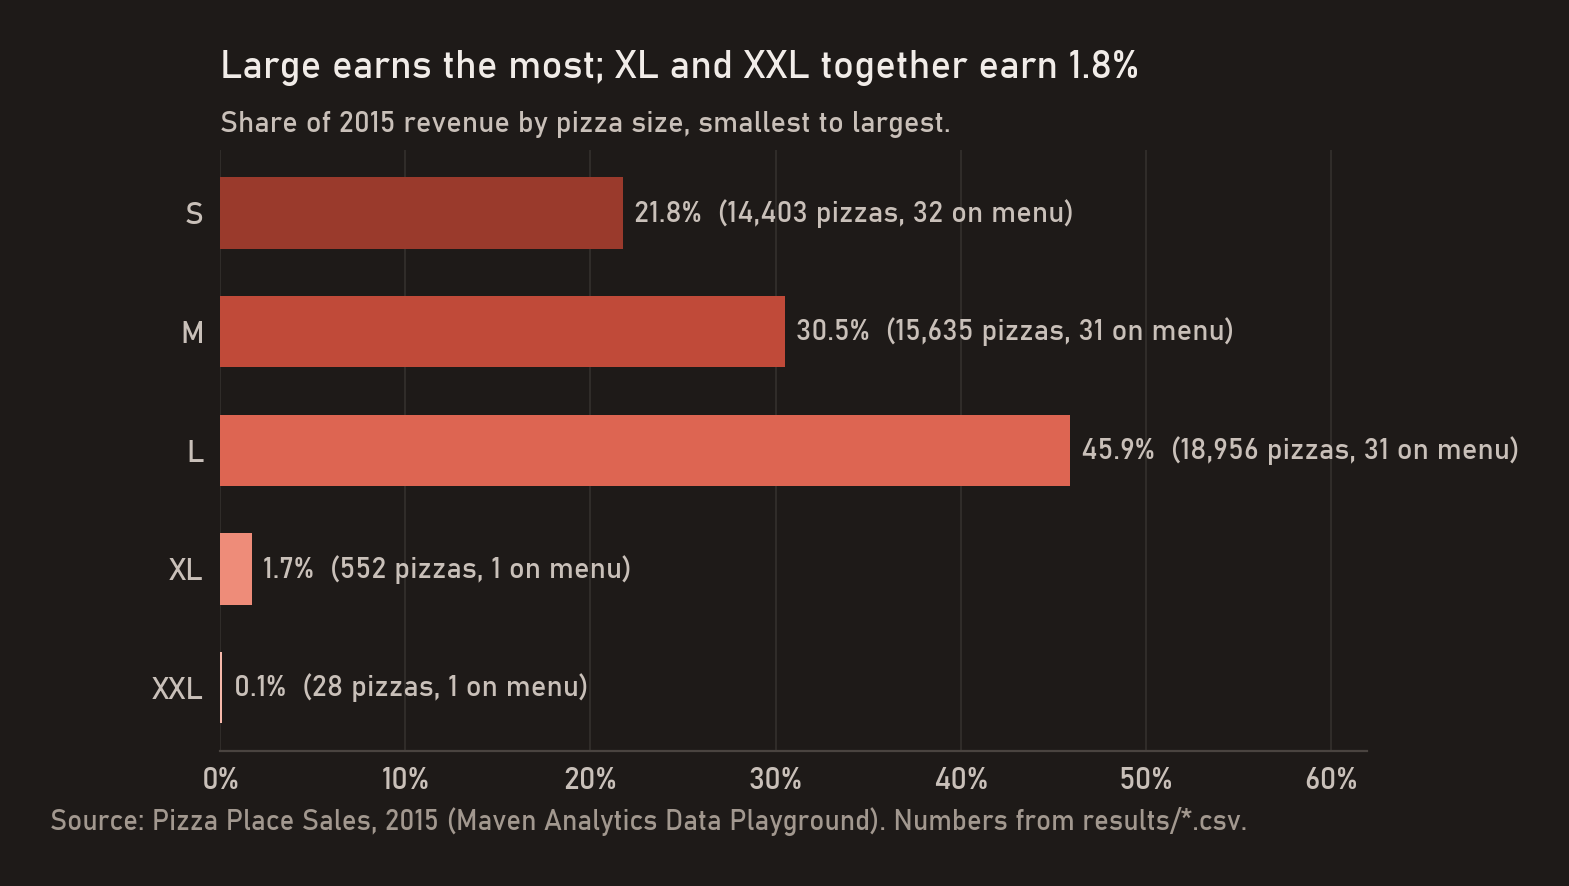 Large earns the most; XL and XXL together earn 1.8%
Share of 2015 revenue by pizza size, smallest to largest.
S 21.8% (14,403 pizzas, 32 on menu)
M 30.5% (15,635 pizzas, 31 on menu)
L 45.9% (18,956 pizzas, 31 on menu)
XL 1.7% (552 pizzas, 1 on menu)
XXL 0.1% (28 pizzas, 1 on menu)
0% 10% 20% 30% 40% 50% 60%
Source: Pizza Place Sales, 2015 (Maven Analytics Data Playground). Numbers from results/*.csv.